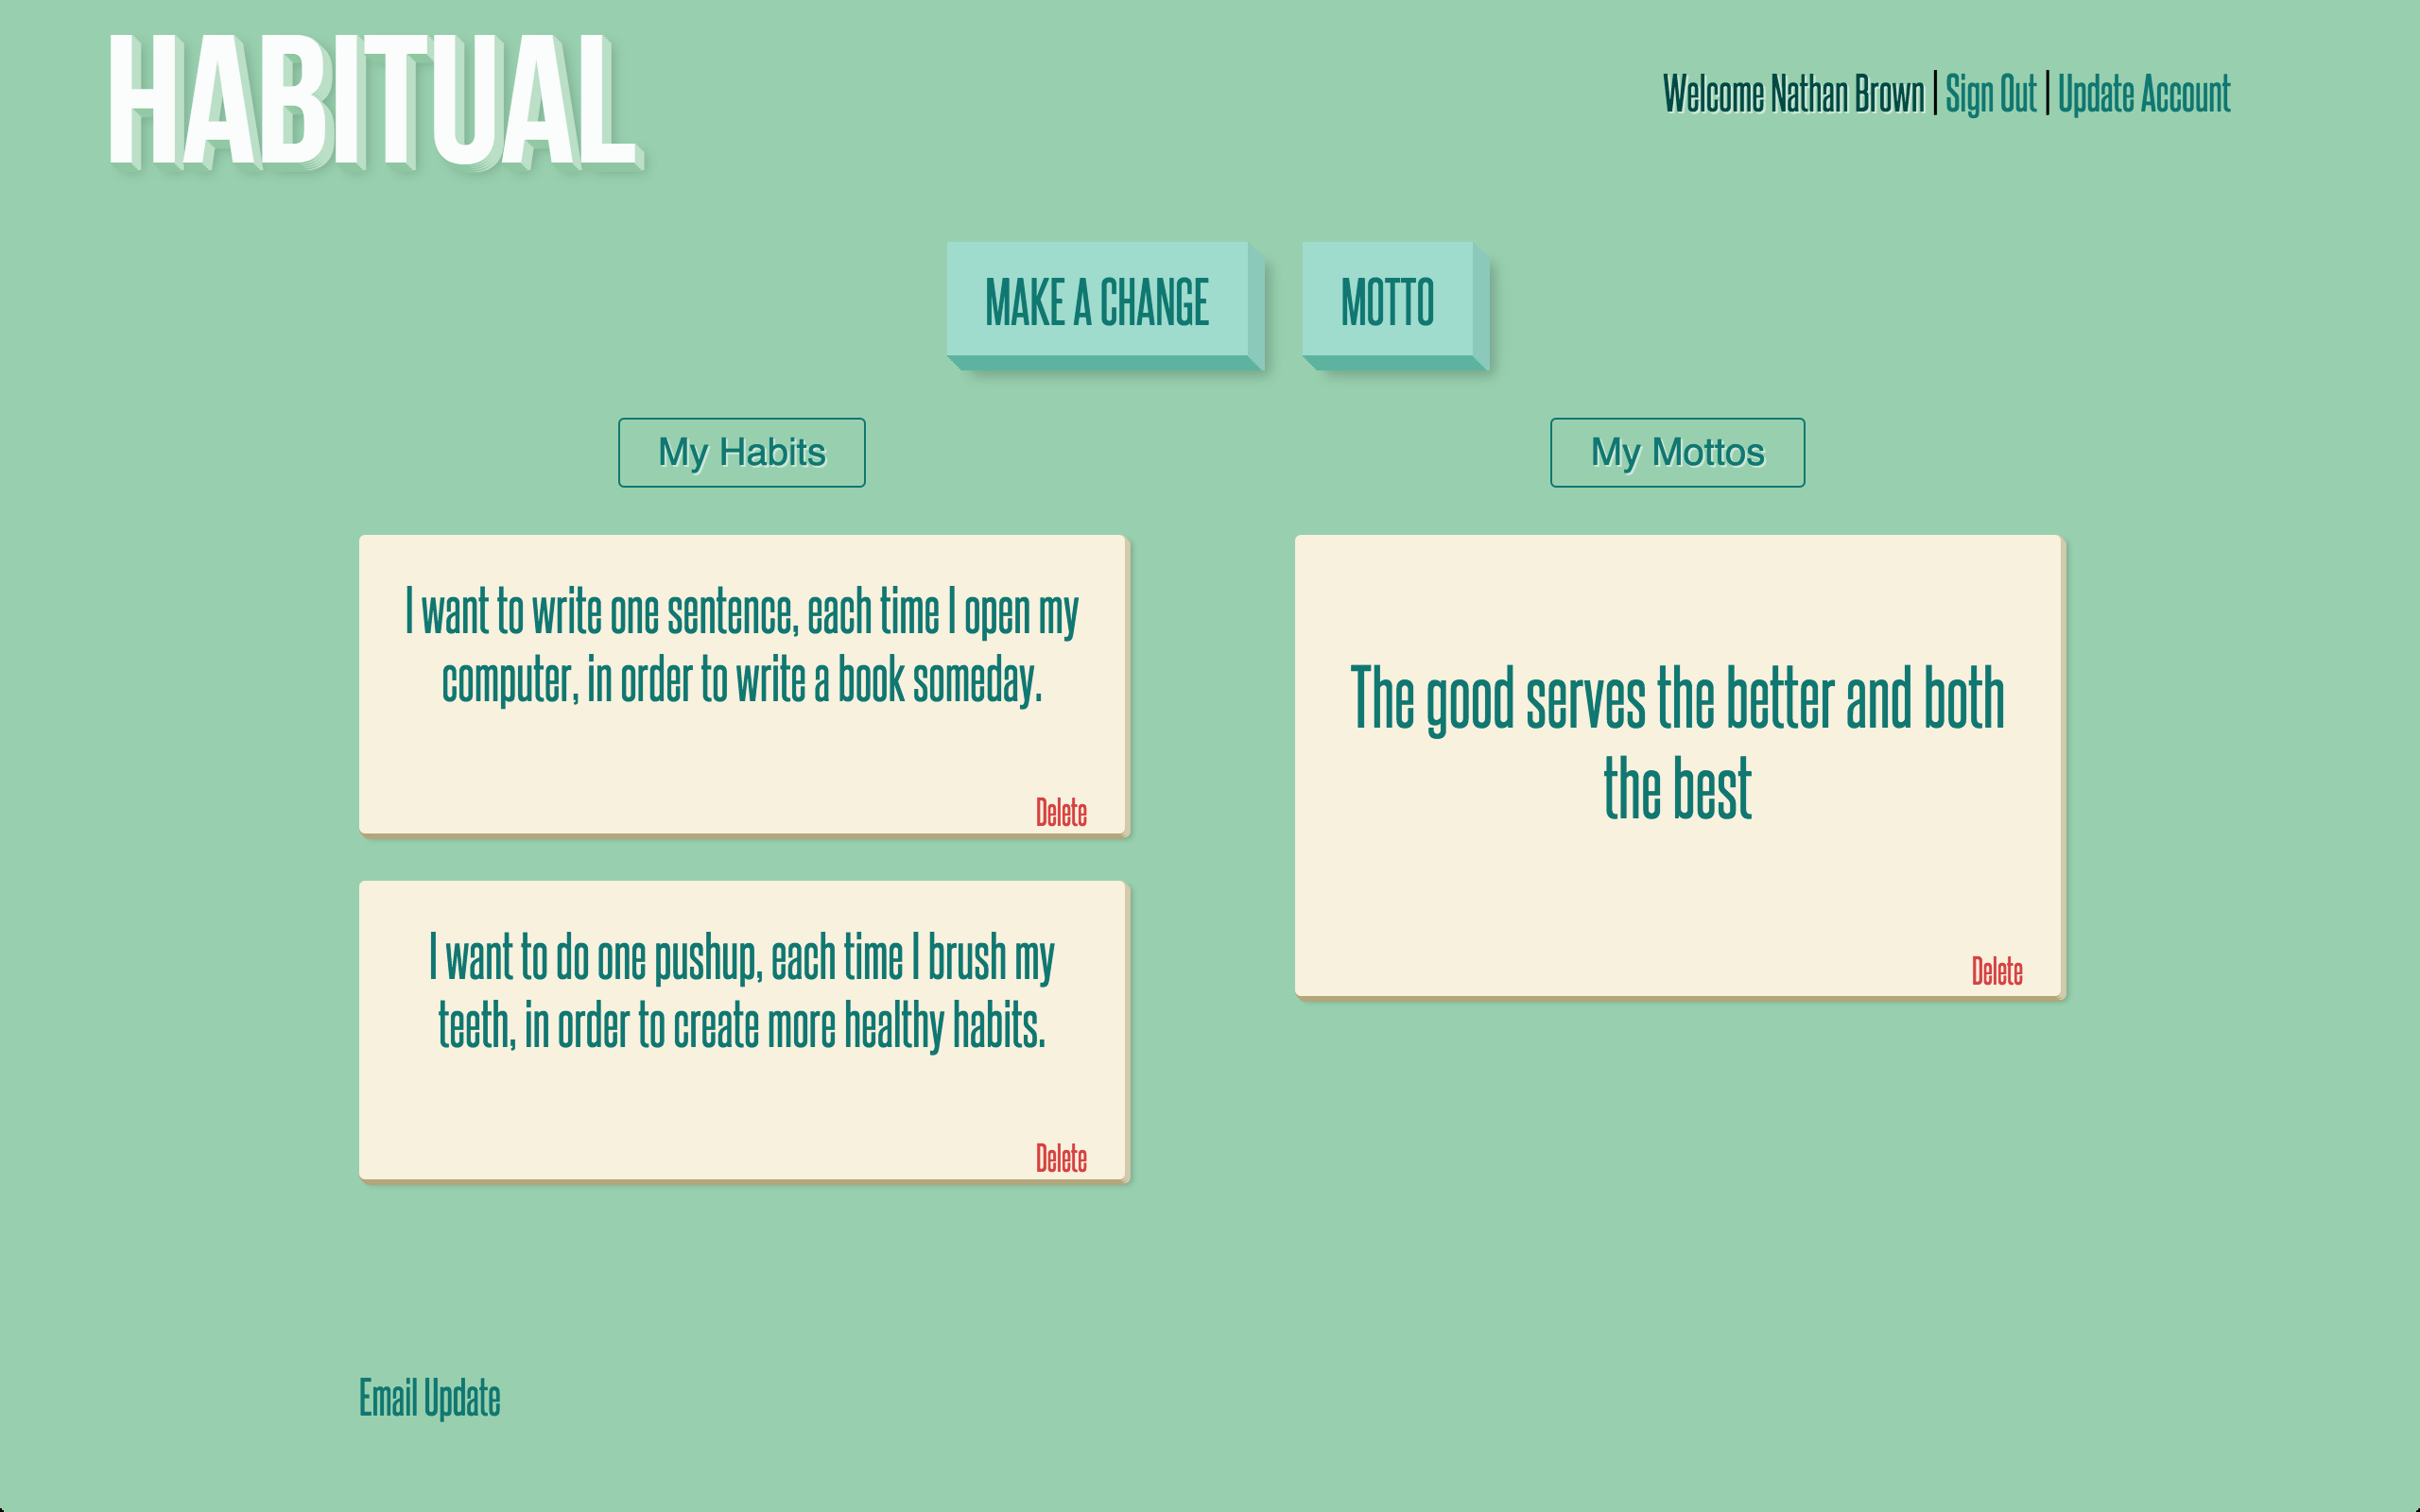 HABITUAL
Welcome Nathan Brown | Sign Out | Update Account
MAKE A CHANGE
MOTTO
My Habits
I want to write one sentence, each time I open my
computer, in order to write a book someday.
Delete
I want to do one pushup, each time I brush my
teeth, in order to create more healthy habits.
Delete
My Mottos
The good serves the better and both
the best
Delete
Email Update